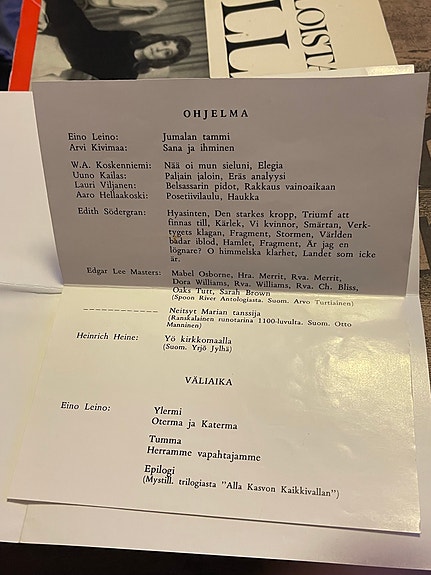 LOISTA
LL
OHJELMA
Eino Leino: Jumalan tammi
Arvi Kivimaa: Sana ja ihminen
W.A. Koskenniemi: Nää oi mun sieluni, Elegia
Uuno Kailas: Paljain jaloin, Eräs analyysi
Lauri Viljanen: Belsassarin pidot, Rakkaus vainoaikaan
Aaro Hellaakoski: Posetiivilaulu, Haukka
Edith Södergran: Hyasinten, Den starkes kropp, Triumf att
finnas till, Kärlek, Vi kvinnor, Smärtan, Verk-
tygets klagan, Fragment, Stormen, Världen
badar iblod, Hamlet, Fragment, Är jag en
lögnare? O himmelska klarhet, Landet som icke
är.
Edgar Lee Masters: Mabel Osborne, Hra. Merrit, Rva. Merrit,
Dora Williams, Rva. Williams, Rva. Ch. Bliss,
Oaks Tutt, Sarah Brown
(Spoon River Antologiasta. Suom. Arvo Turtiainen)
Neitsyt Marian tanssija
(Ranskalainen runotarina 1100-luvulta. Suom. Otto
Manninen)
Heinrich Heine: Yö kirkkomaalla
(Suom. Yrjö Jylhä)
VÄLIAIKA
Eino Leino: Ylermi
Oterma ja Katerma
Tumma
Herramme vapahtajamme
Epilogi
(Mystill. trilogiasta "Alla Kasvon Kaikkivallan")